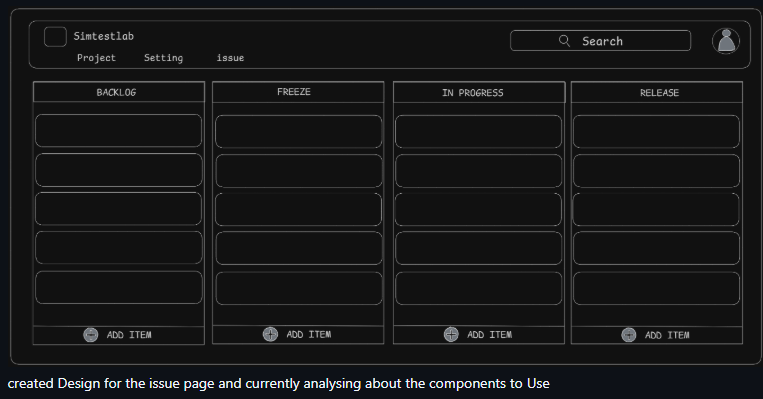 Simtestlab
Search
Project Setting issue
BACKLOG FREEZE IN PROGRESS RELEASE
ADD ITEM ADD ITEM ADD ITEM ADD ITEM
created Design for the issue page and currently analysing about the components to Use